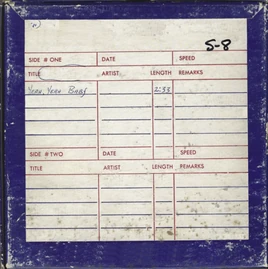 S-8
SIDE # ONE DATE SPEED
TITLE ARTIST LENGTH REMARKS
YEAH, YEAH BABY 2:55
SIDE # TWO DATE SPEED
TITLE ARTIST LENGTH REMARKS